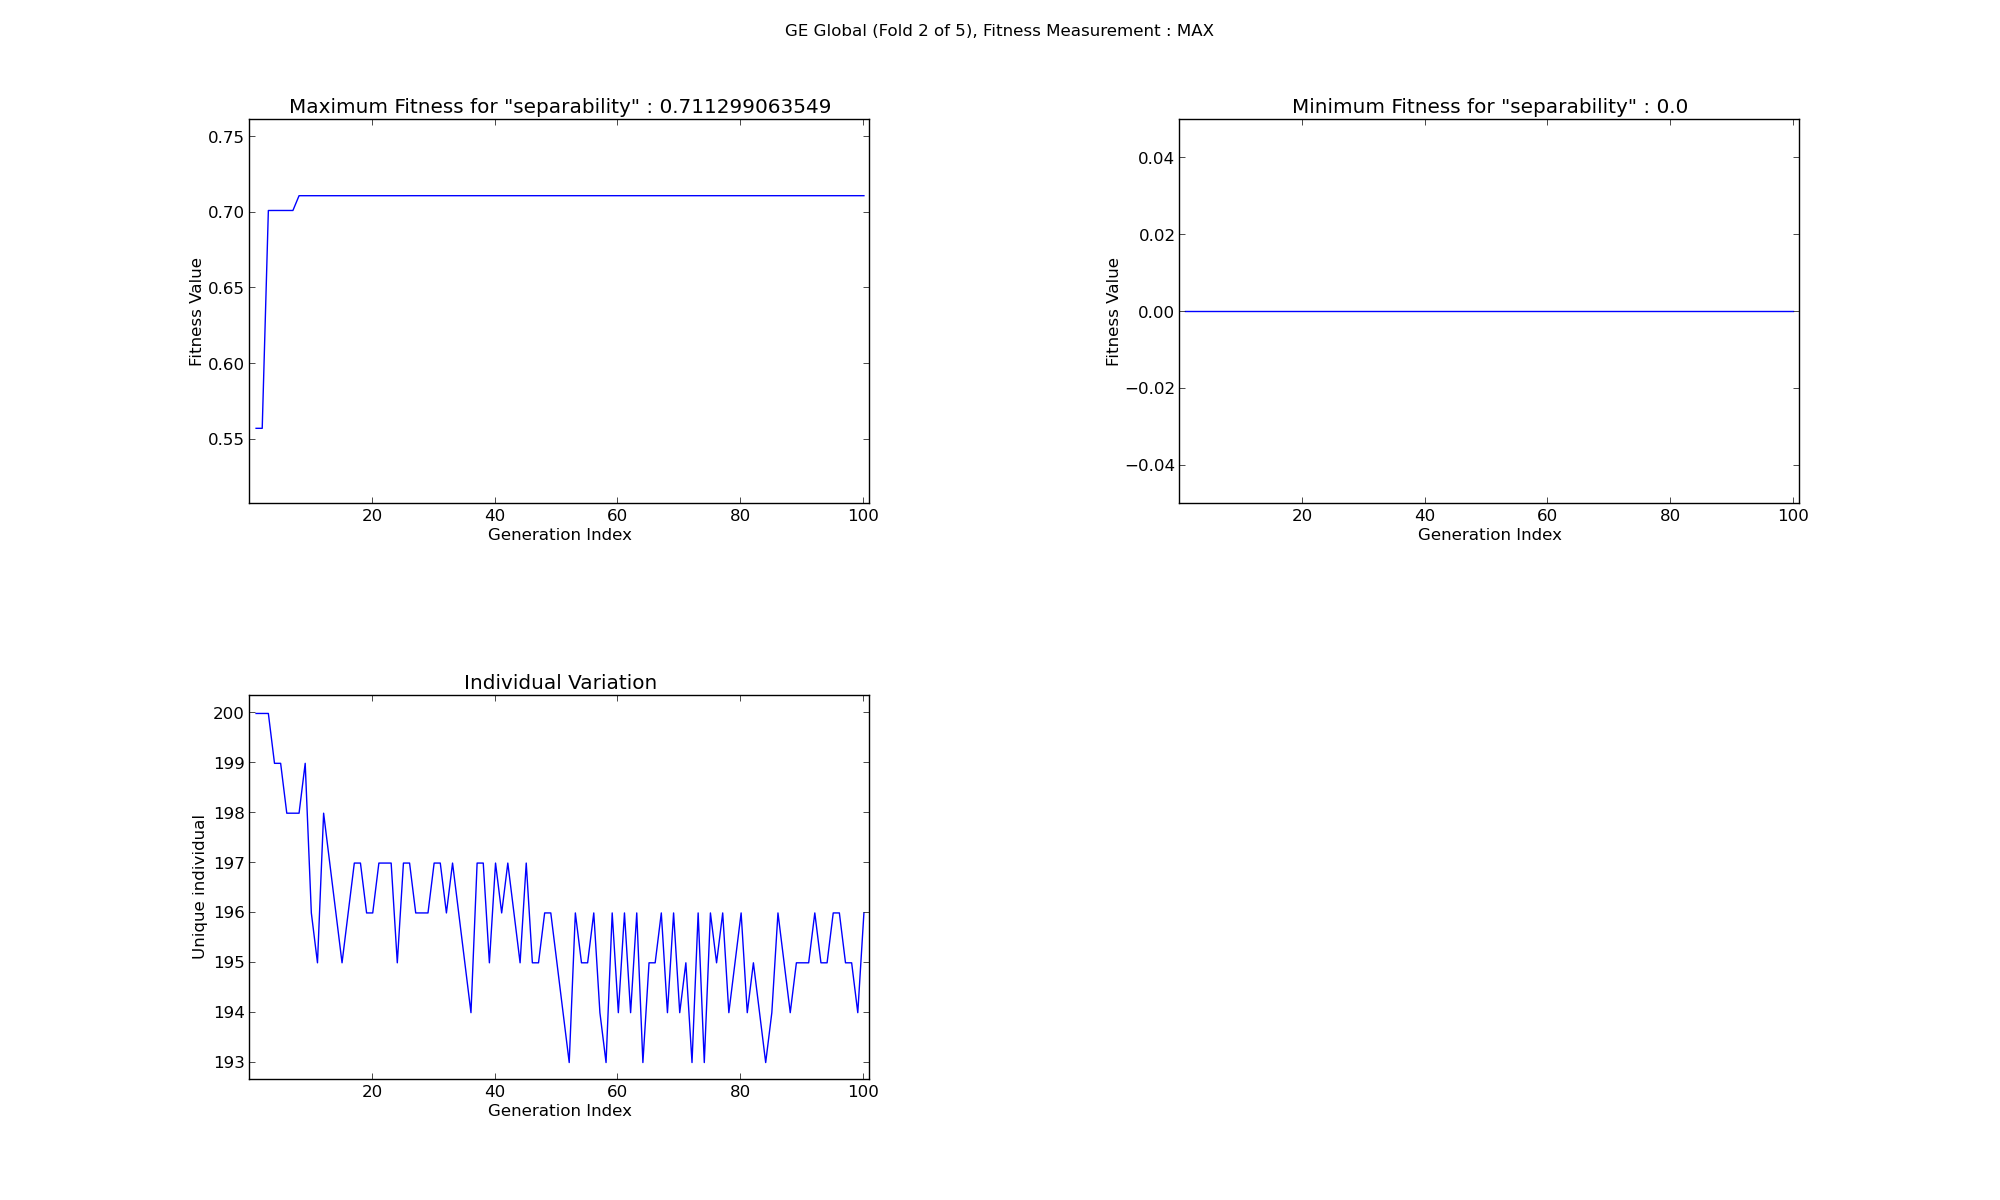 GE Global (Fold 2 of 5), Fitness Measurement : MAX
Maximum Fitness for "separability" : 0.711299063549
0.75
0.70
0.65
0.60
0.55
Fitness Value
20 40 60 80 100
Generation Index
Minimum Fitness for "separability" : 0.0
0.04
0.02
0.00
−0.02
−0.04
Fitness Value
20 40 60 80 100
Generation Index
Individual Variation
200
199
198
197
196
195
194
193
Unique individual
20 40 60 80 100
Generation Index